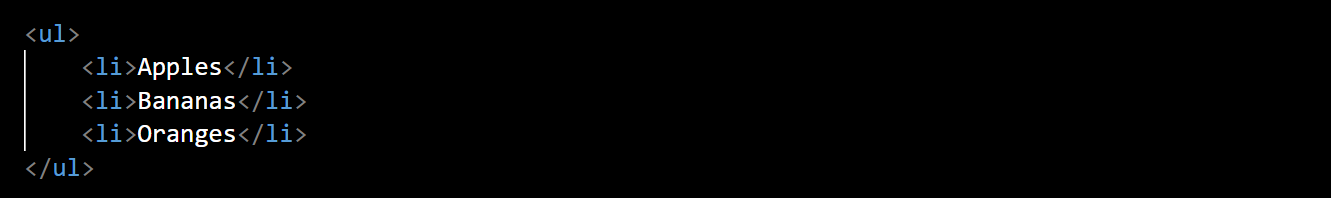 <ul>
    <li>Apples</li>
    <li>Bananas</li>
    <li>Oranges</li>
</ul>